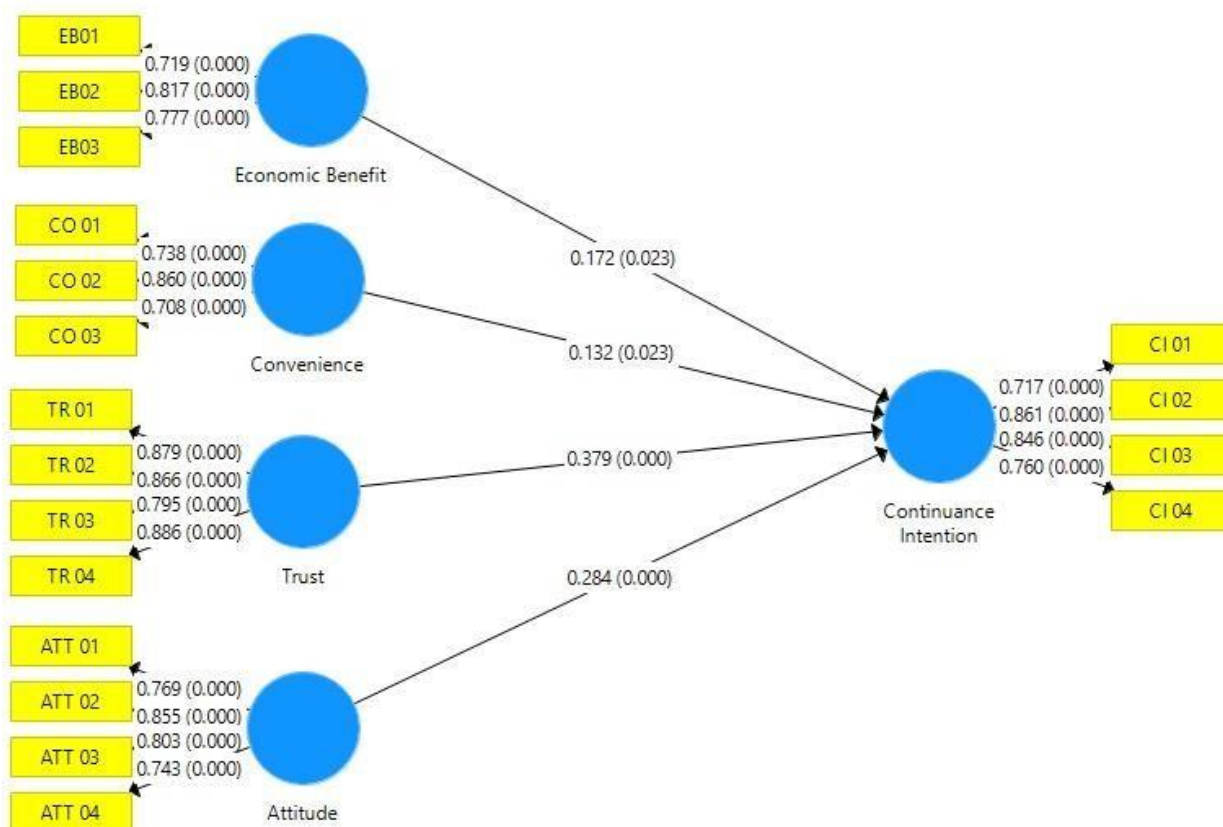 EB01
EB02
EB03
0.719 (0.000)
0.817 (0.000)
0.777 (0.000)
Economic Benefit
CO 01
CO 02
CO 03
0.738 (0.000)
0.860 (0.000)
0.708 (0.000)
Convenience
TR 01
TR 02
TR 03
TR 04
0.879 (0.000)
0.866 (0.000)
0.795 (0.000)
0.886 (0.000)
Trust
ATT 01
ATT 02
ATT 03
ATT 04
0.769 (0.000)
0.855 (0.000)
0.803 (0.000)
0.743 (0.000)
Attitude
0.172 (0.023)
0.132 (0.023)
0.379 (0.000)
0.284 (0.000)
Continuance
Intention
0.717 (0.000)
0.861 (0.000)
0.846 (0.000)
0.760 (0.000)
CI 01
CI 02
CI 03
CI 04